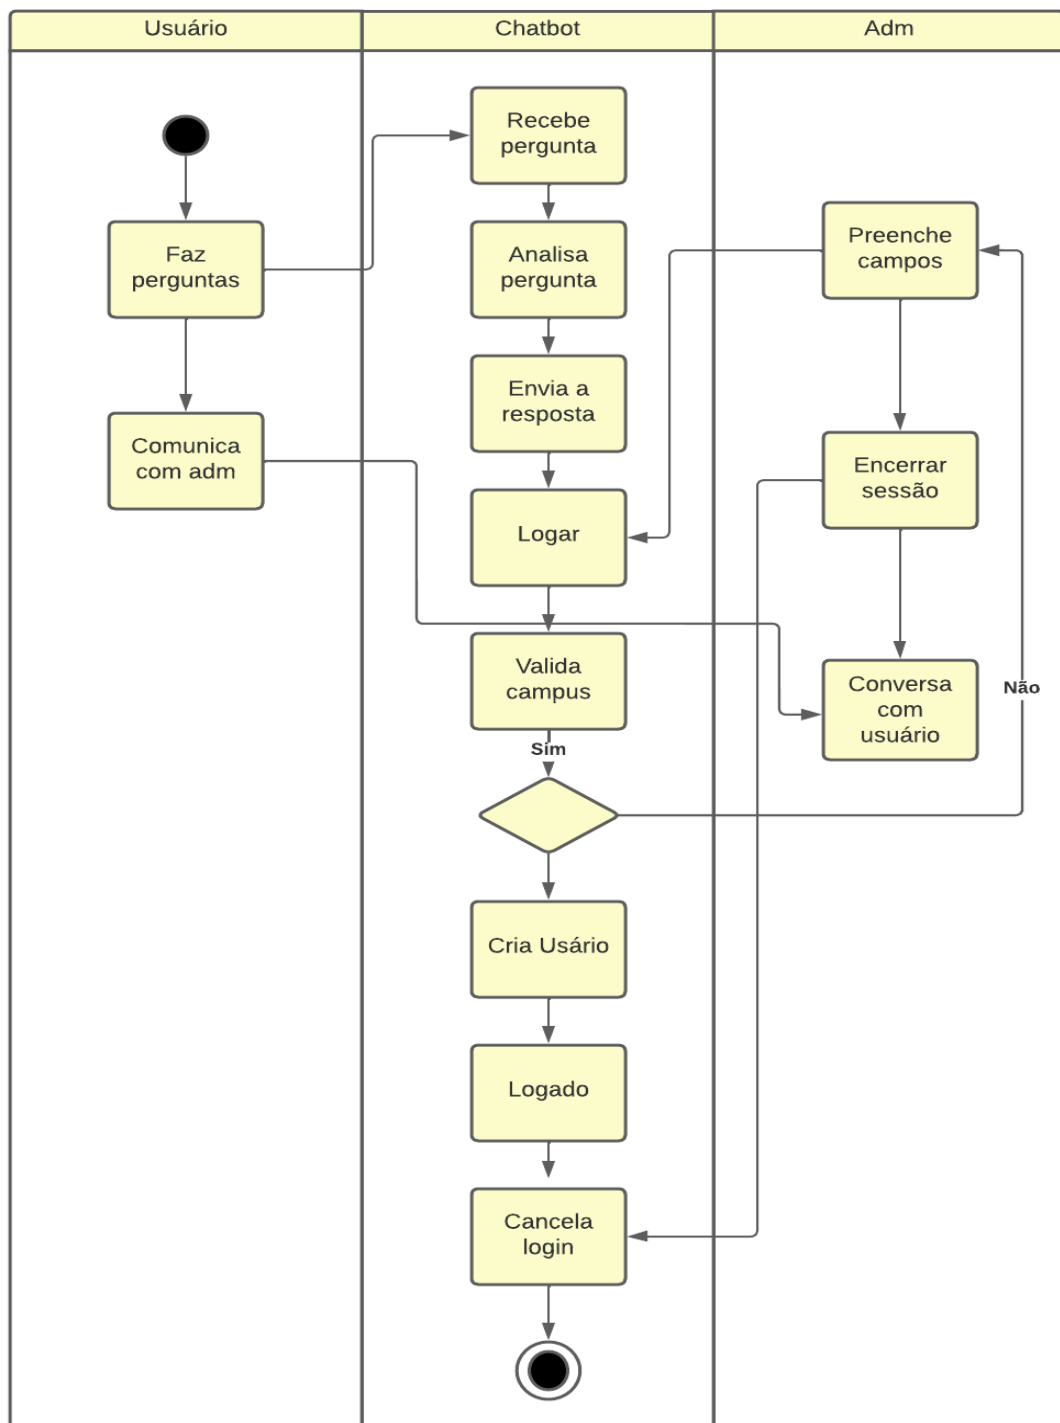 Usuário
Chatbot
Adm
Faz
perguntas
Comunica
com adm
Recebe
pergunta
Analisa
pergunta
Envia a
resposta
Logar
Valida
campus
Sim
Cria Usário
Logado
Cancela
login
Preenche
campos
Encerrar
sessão
Conversa
com
usuário
Não